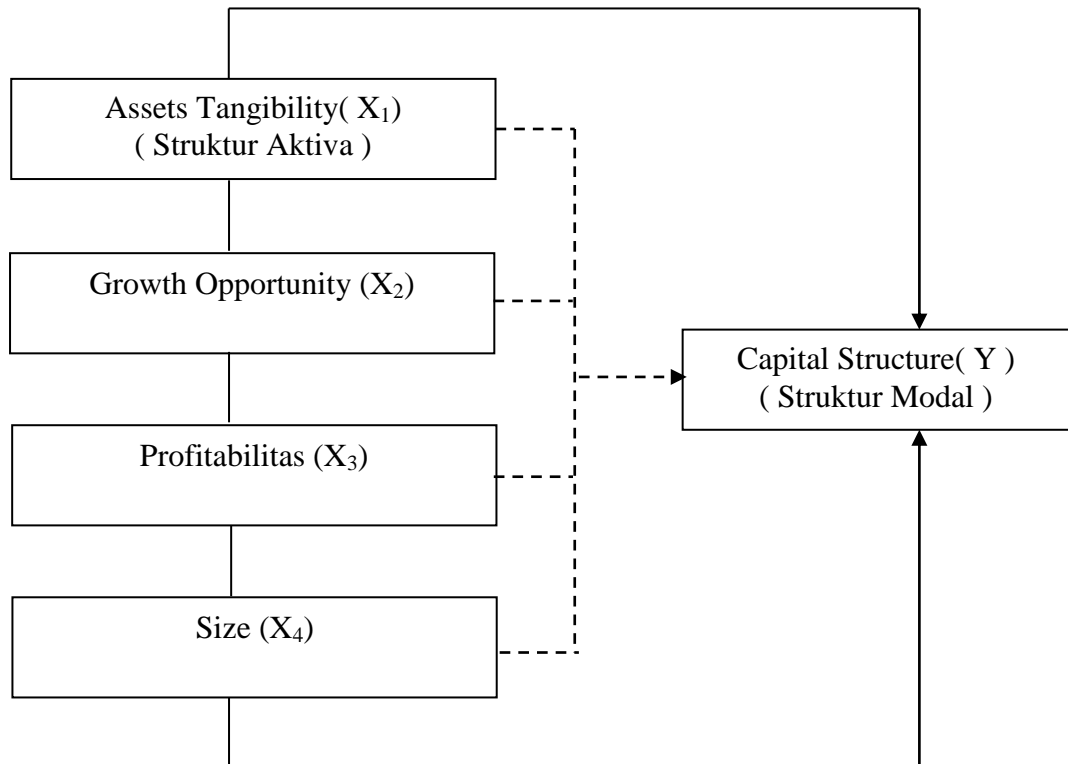 Assets Tangibility( X₁)
( Struktur Aktiva )
Growth Opportunity (X₂)
Capital Structure( Y )
( Struktur Modal )
Profitabilitas (X₃)
Size (X₄)